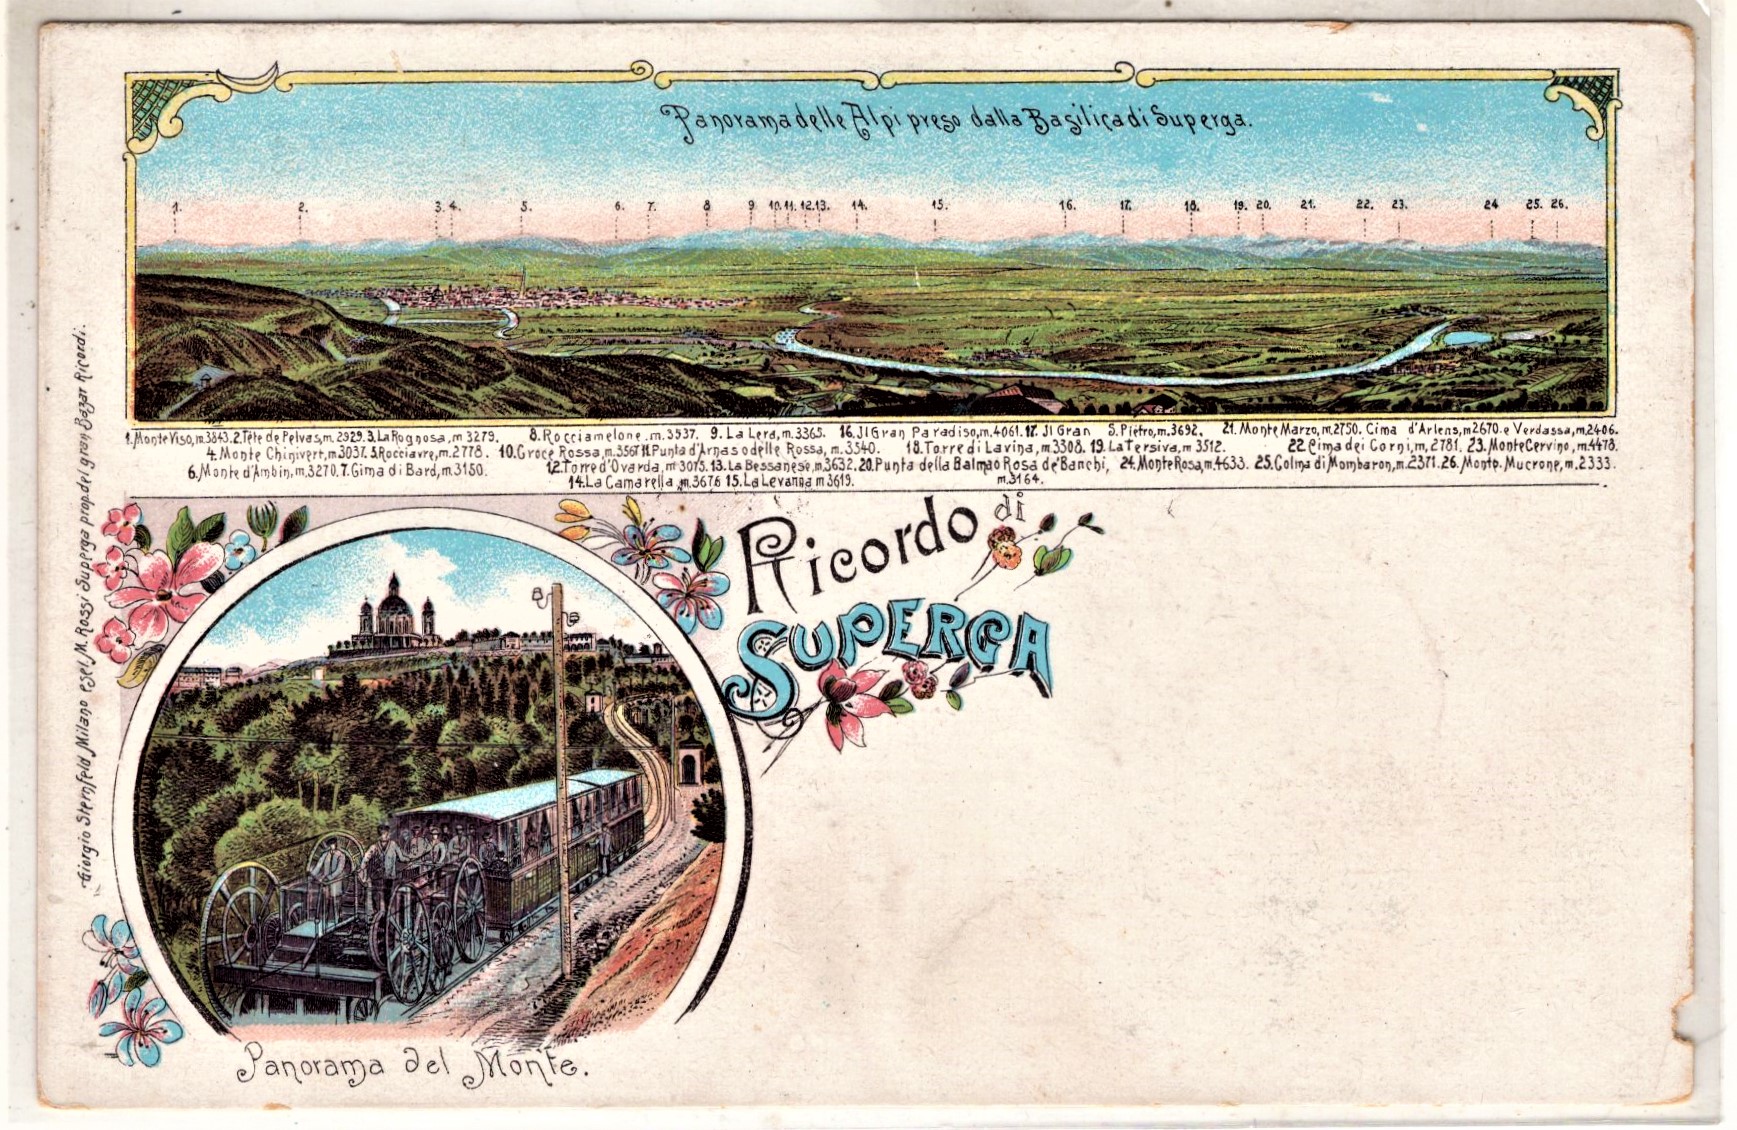 Panorama delle Alpi preso dalla Basilica di Superga.
1. 2. 3. 4. 5. 6. 7. 8 9. 10. 11. 12. 13. 14. 15. 16. 17. 18. 19. 20. 21. 22. 23. 24 25. 26.
1. Monte Viso, m.3843. 2. Tête de Pelvas, m. 2929. 3. La Rognosa, m 3279.
4. Monte Chinivert, m 3037. 5. Rocciavre, m. 2778.
6. Monte d'Ambin, m. 3270. 7. Gima di Bard, m. 3150.
8. Rocciamelone. m. 3537. 9. La Lera, m. 3365.
10. Groce Rossa, m. 3567 11. Punta d'Arnas o delle Rossa, m. 3540.
12. Torre d'Ovarda, m 3075. 13. La Bessanese, m. 3632.
14. La Camarella, m. 3676 15. La Levanna m 3619.
16. Jl Gran Paradiso, m. 4061. 17. Jl Gran S. Pietro, m. 3692.
18. Torre di Lavina, m. 3308. 19. La Tersiva, m 3512.
20. Punta della Balma o Rosa de' Banchi,
m. 3164.
21. Monte Marzo, m. 2750. Cima d'Arlens, m 2670. e Verdassa, m, 2406.
22 Cima dei Corni, m, 2781. 23. Monte Cervino, m. 4478.
24. Monte Rosa, m. 4633. 25. Colma di Mombaron, m. 2371. 26. Monte. Mucrone, m. 2333.
Giorgio Steinfeld Milano esel. M. Rossi Superga prop. del gran Bazar Ricordi.
Ricordo di
SUPERGA
Panorama del Monte.